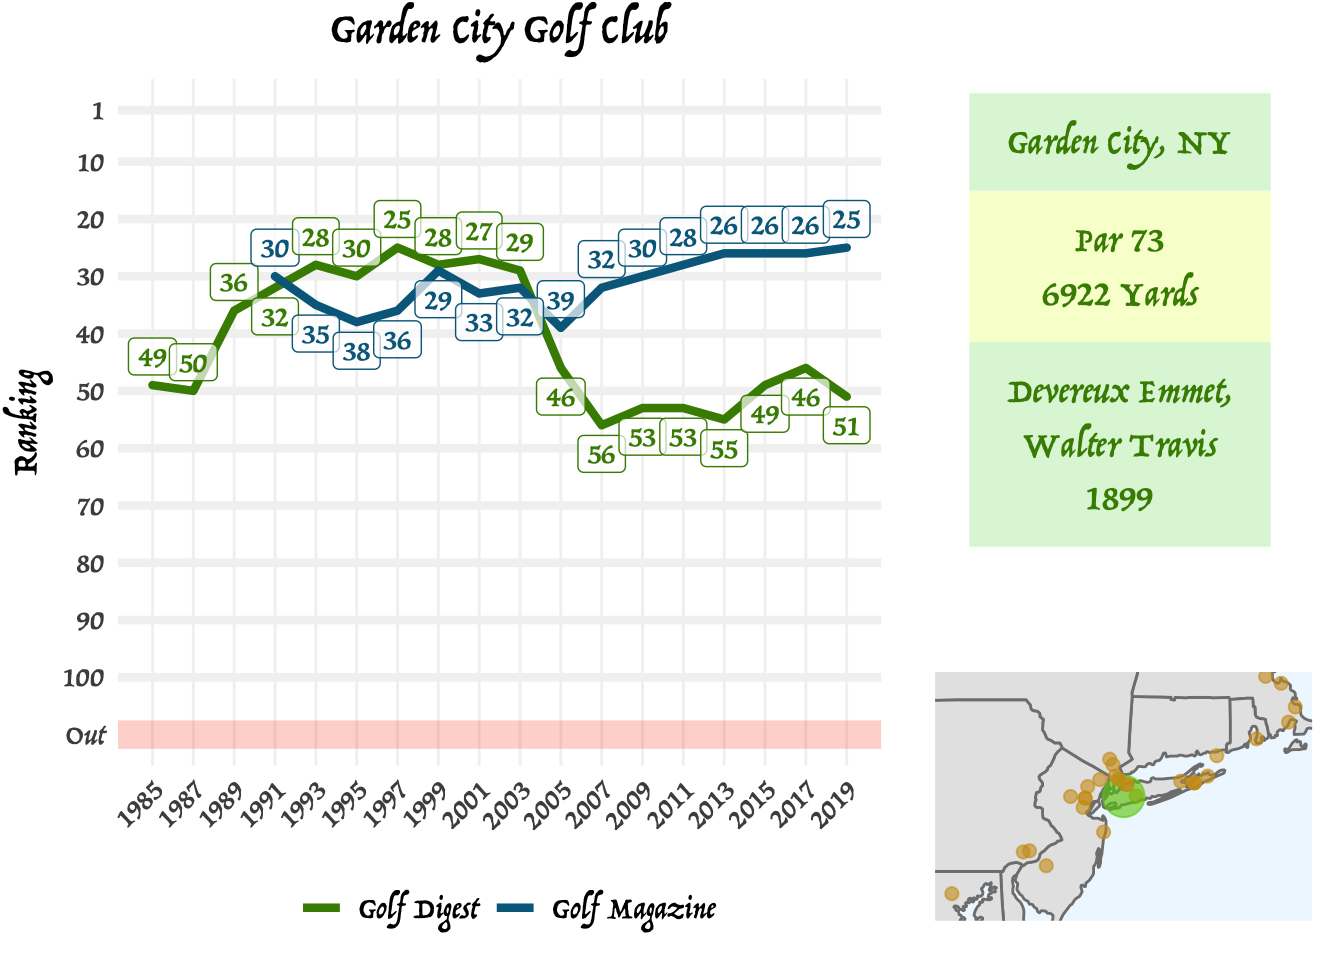 Garden City Golf Club
Ranking
1
10
20
30
40
50
60
70
80
90
100
Out
49 50 36 32 28 30 25 28 27 29 46 56 53 53 55 49 46 51
30 35 38 36 29 33 32 39 32 30 28 26 26 26 25
1985 1987 1989 1991 1993 1995 1997 1999 2001 2003 2005 2007 2009 2011 2013 2015 2017 2019
Golf Digest Golf Magazine
Garden City, NY
Par 73
6922 Yards
Devereux Emmet,
Walter Travis
1899